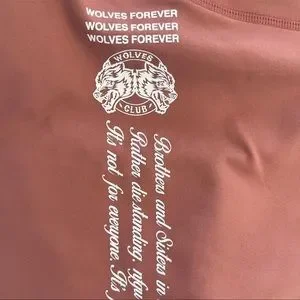 WOLVES FOREVER
WOLVES FOREVER
WOLVES FOREVER
WOLVES
CLUB
Brothers and Sisters in
Rather die standing.
It's not for everyone. It's